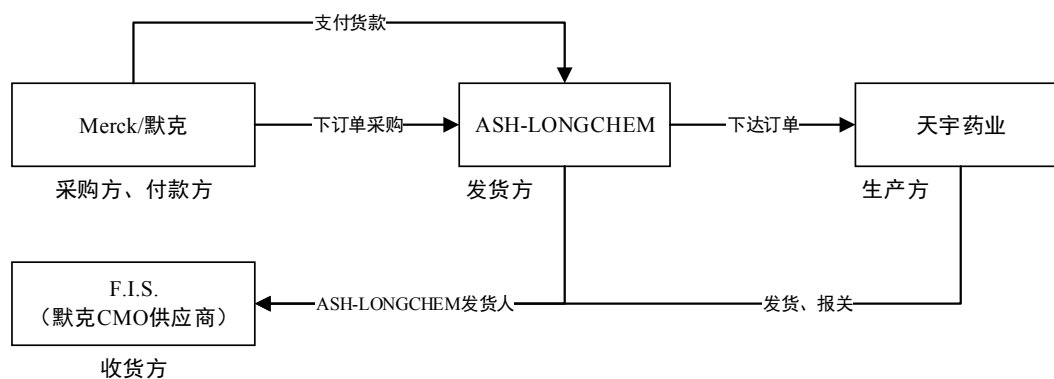 支付货款
Merck/默克
下订单采购
ASH-LONGCHEM
下达订单
天宇药业
采购方、付款方
发货方
生产方
F.I.S.
（默克CMO供应商）
ASH-LONGCHEM发货人
发货、报关
收货方